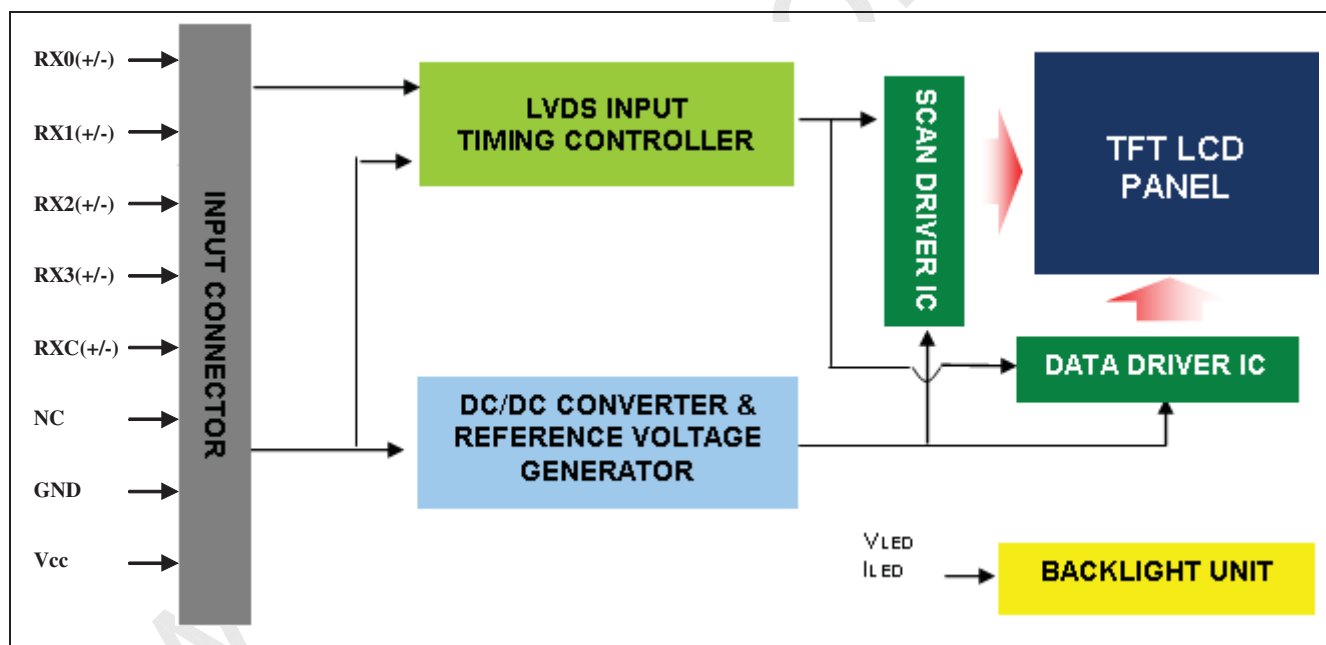 RX0(+/-)
RX1(+/-)
RX2(+/-)
RX3(+/-)
RXC(+/-)
NC
GND
Vcc
INPUT CONNECTOR
LVDS INPUT
TIMING CONTROLLER
DC/DC CONVERTER &
REFERENCE VOLTAGE
GENERATOR
SCAN DRIVER IC
TFT LCD
PANEL
DATA DRIVER IC
VLED
ILED
BACKLIGHT UNIT